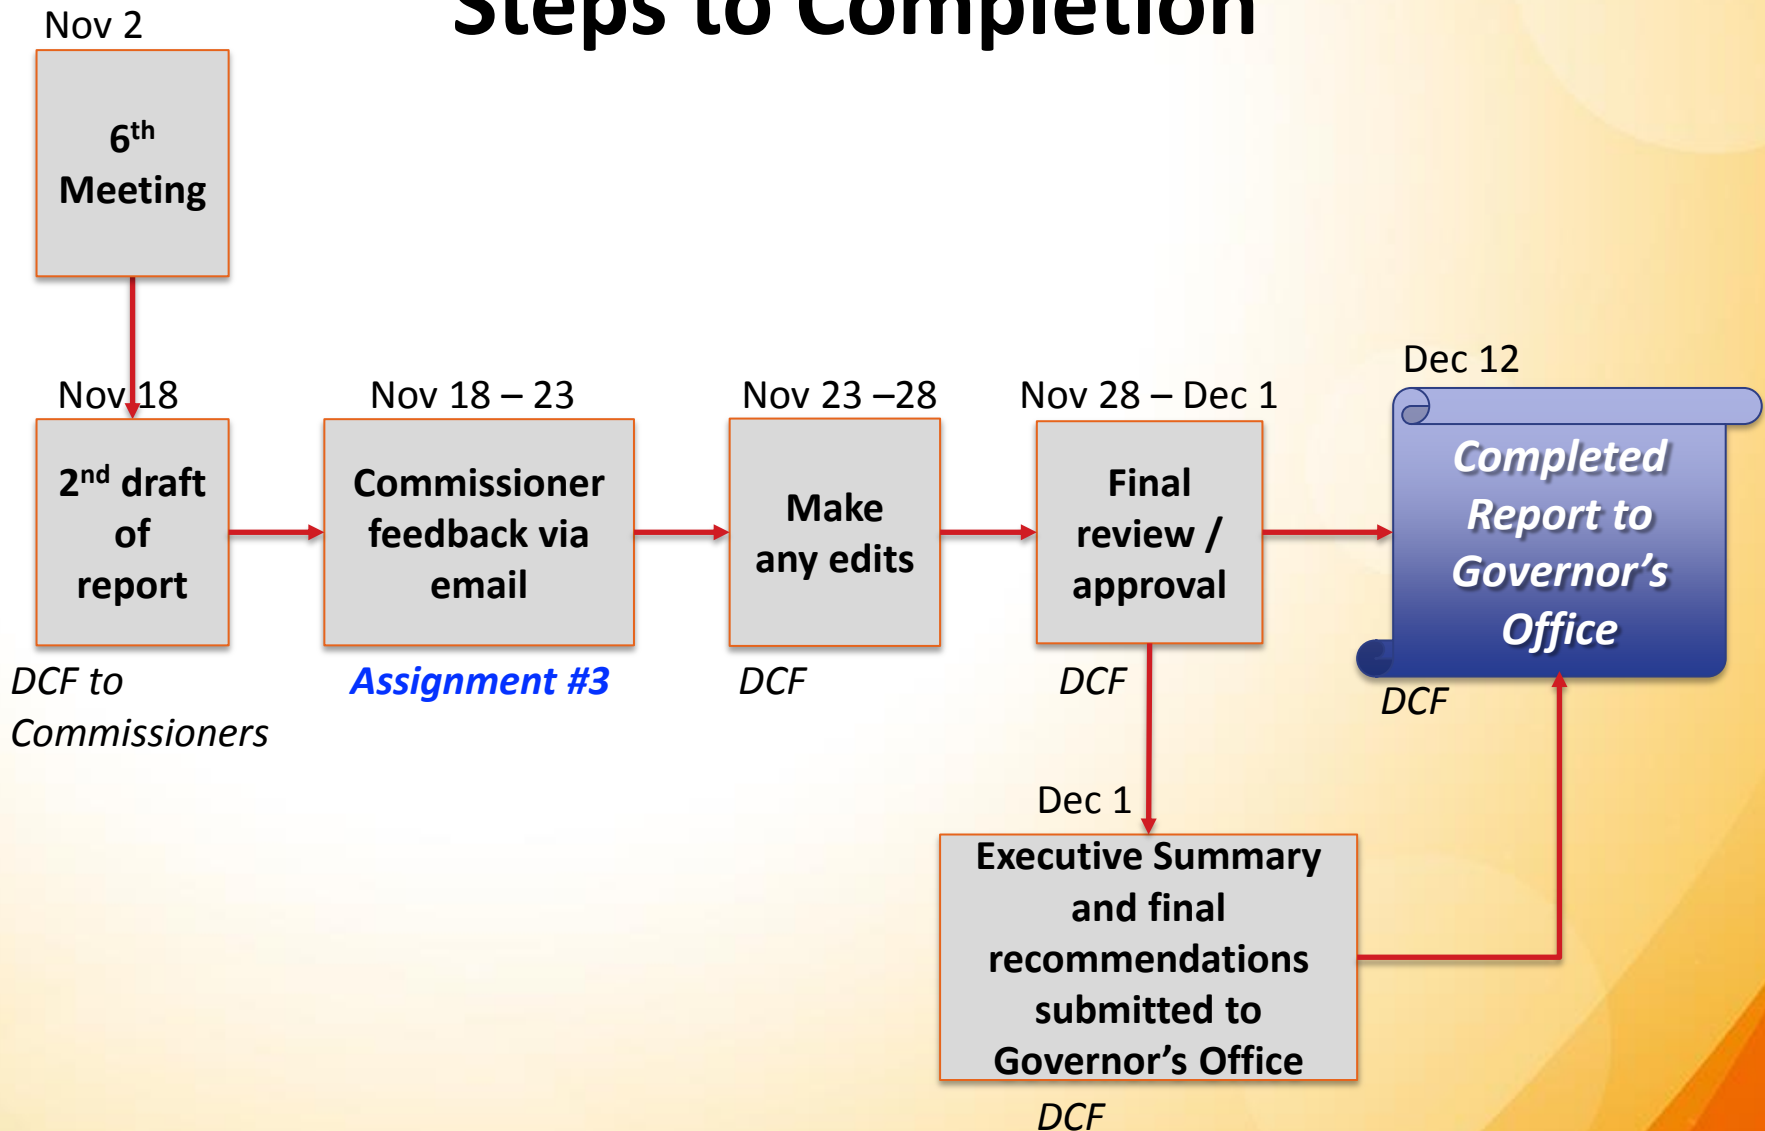 Steps to Completion
Nov 2
6th
Meeting
Nov 18
2nd draft
of
report
DCF to
Commissioners
Nov 18 – 23
Commissioner
feedback via
email
Assignment #3
Nov 23 –28
Make
any edits
DCF
Nov 28 – Dec 1
Final
review /
approval
DCF
Dec 12
Completed
Report to
Governor’s
Office
DCF
Dec 1
Executive Summary
and final
recommendations
submitted to
Governor’s Office
DCF